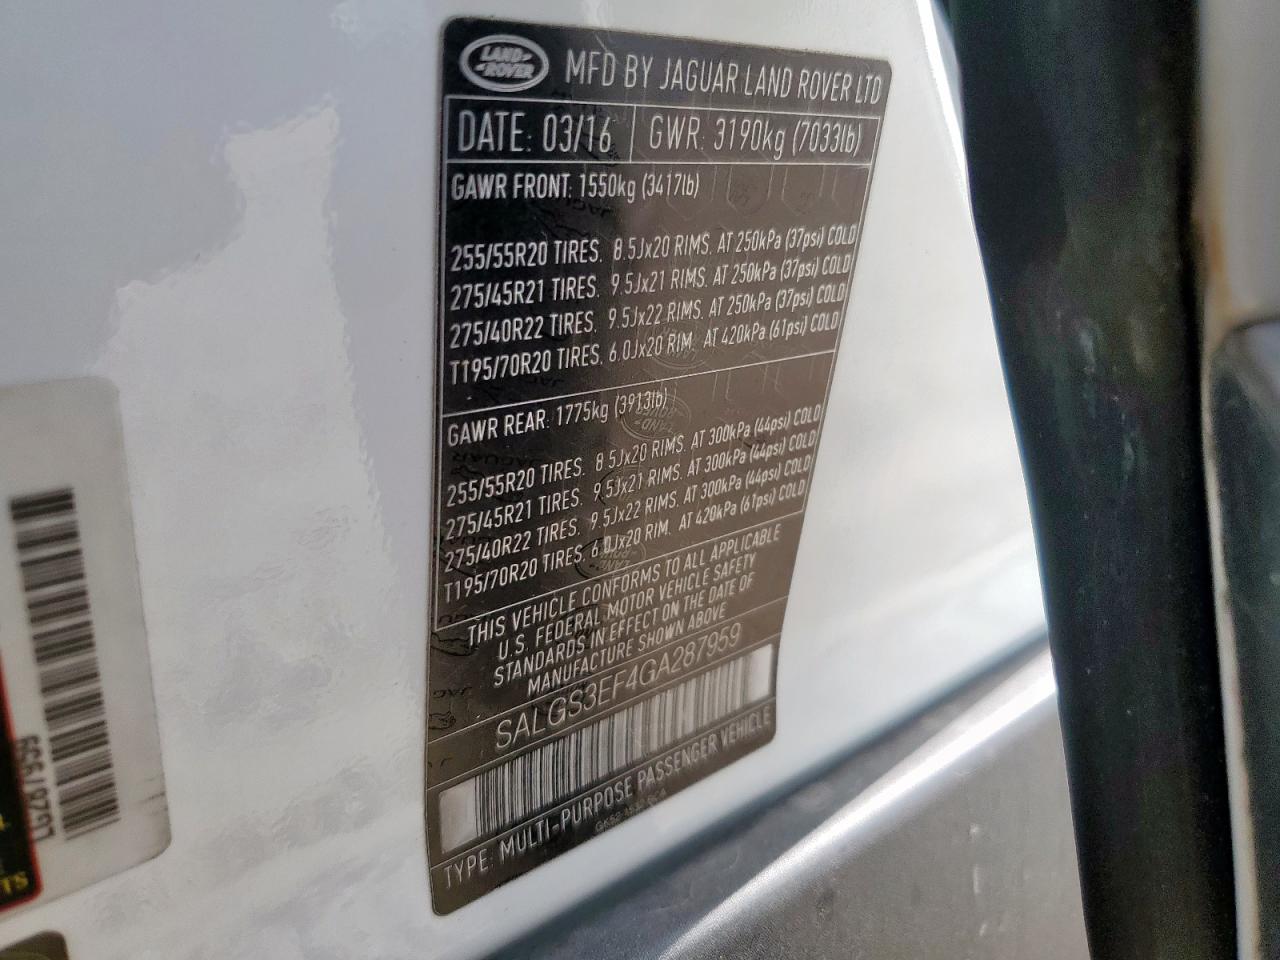 LAND-
-ROVER
MFD BY JAGUAR LAND ROVER LTD
DATE: 03/16 GWR: 3190kg (7033lb)
GAWR FRONT: 1550kg (3417lb)
255/55R20 TIRES. 8.5Jx20 RIMS. AT 250kPa (37psi) COLD
275/45R21 TIRES. 9.5Jx21 RIMS. AT 250kPa (37psi) COLD
275/40R22 TIRES. 9.5Jx22 RIMS. AT 250kPa (37psi) COLD
T195/70R20 TIRES. 6.0Jx20 RIM. AT 420kPa (61psi) COLD
GAWR REAR: 1775kg (3913lb)
255/55R20 TIRES. 8.5Jx20 RIMS. AT 300kPa (44psi) COLD
275/45R21 TIRES. 9.5Jx21 RIMS. AT 300kPa (44psi) COLD
275/40R22 TIRES. 9.5Jx22 RIMS. AT 300kPa (44psi) COLD
T195/70R20 TIRES. 6.0Jx20 RIM. AT 420kPa (61psi) COLD
THIS VEHICLE CONFORMS TO ALL APPLICABLE
U.S. FEDERAL MOTOR VEHICLE SAFETY
STANDARDS IN EFFECT ON THE DATE OF
MANUFACTURE SHOWN ABOVE
SALGS3EF4GA287959
TYPE: MULTI-PURPOSE PASSENGER VEHICLE